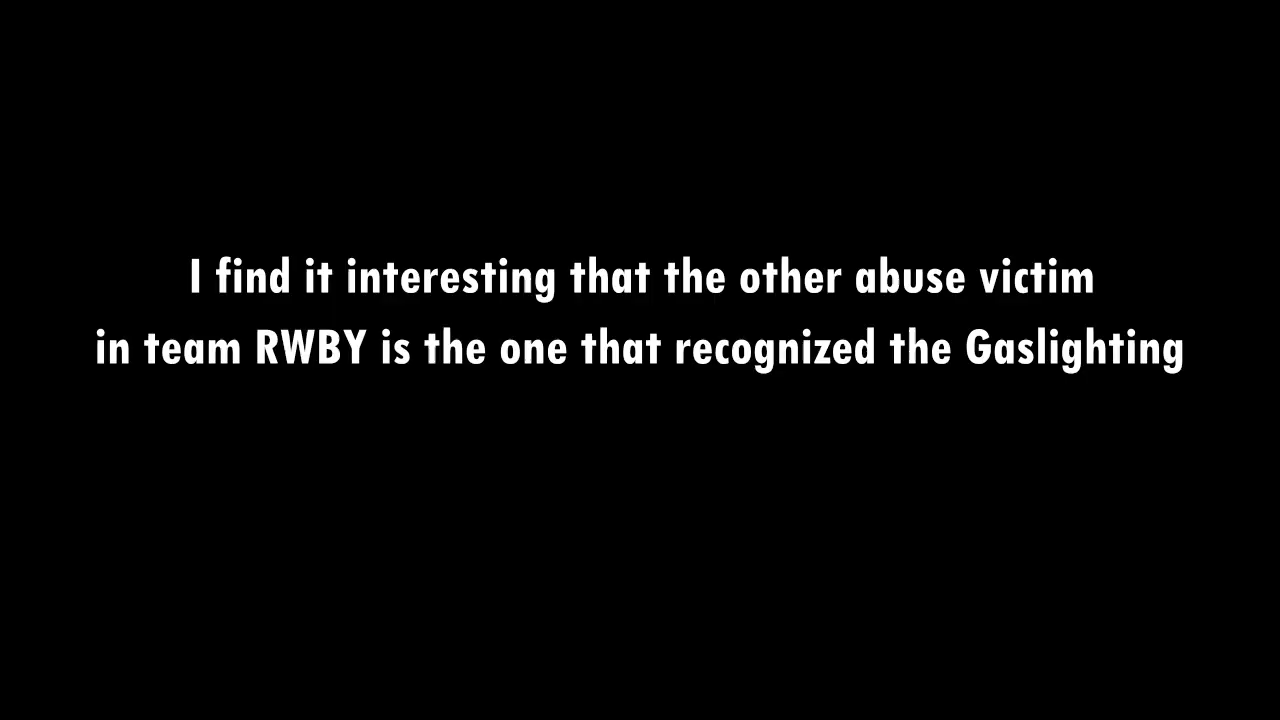 I find it interesting that the other abuse victim
in team RWBY is the one that recognized the Gaslighting